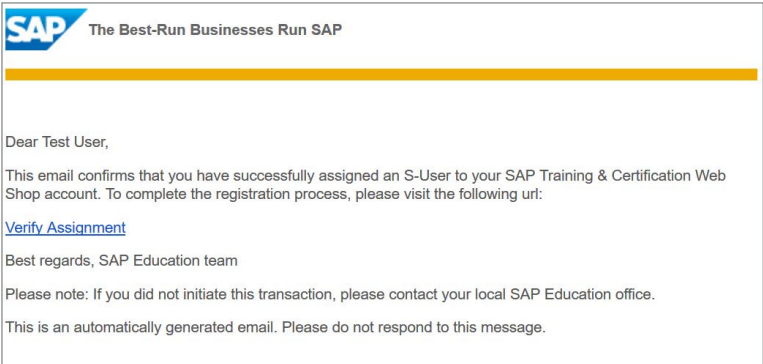 SAP The Best-Run Businesses Run SAP
Dear Test User,
This email confirms that you have successfully assigned an S-User to your SAP Training & Certification Web
Shop account. To complete the registration process, please visit the following url:
Verify Assignment
Best regards, SAP Education team
Please note: If you did not initiate this transaction, please contact your local SAP Education office.
This is an automatically generated email. Please do not respond to this message.